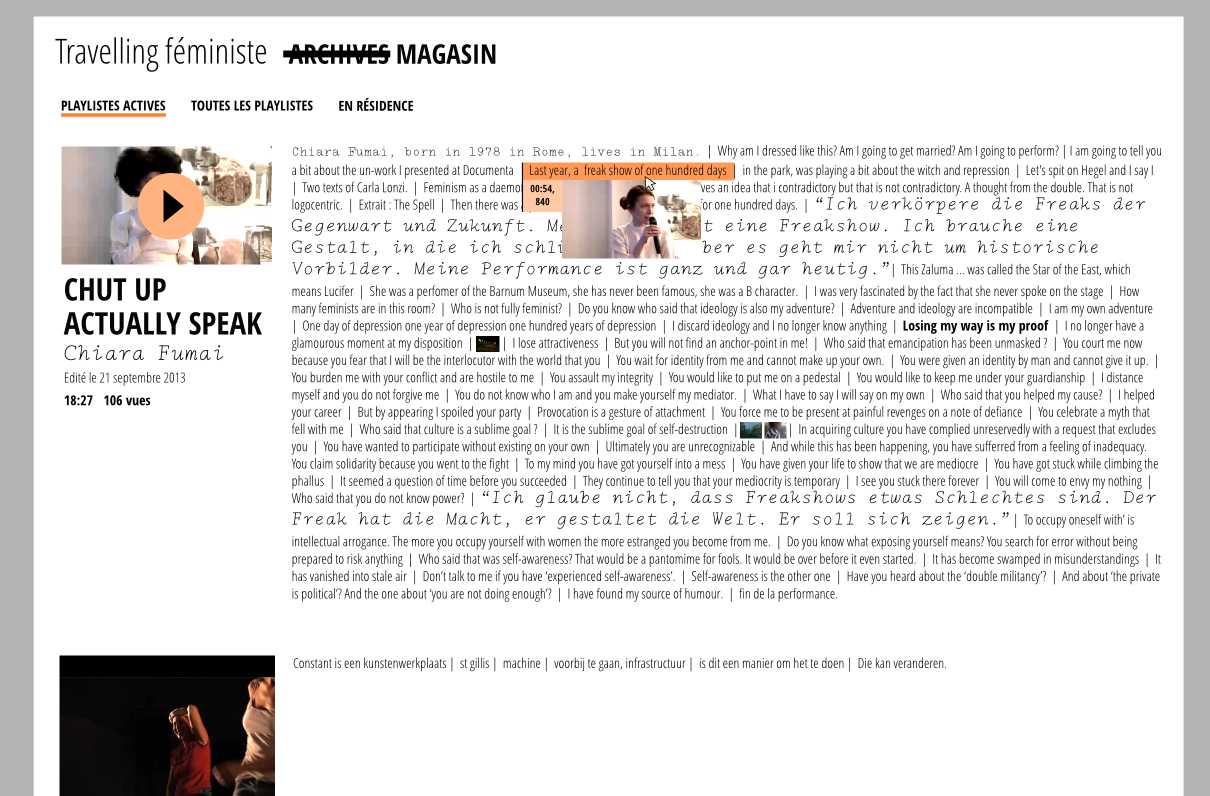 Travelling féministe ARCHIVES MAGASIN
PLAYLISTES ACTIVES TOUTES LES PLAYLISTES EN RÉSIDENCE
CHUT UP
ACTUALLY SPEAK
Chiara Fumai
Edité le 21 septembre 2013
18:27 106 vues
Chiara Fumai, born in 1978 in Rome, lives in Milan. | Why am I dressed like this? Am I going to get married? Am I going to perform? | I am going to tell you
a bit about the un-work I presented at Documenta Last year, a freak show of one hundred days in the park, was playing a bit about the witch and repression | Let's spit on Hegel and I say I
| Two texts of Carla Lonzi. | Feminism as a daemo 00:54, ves an idea that i contradictory but that is not contradictory. A thought from the double. That is not
logocentric. | Extrait : The Spell | Then there was 840 or one hundred days. | “Ich verkörpere die Freaks der
Gegenwart und Zukunft. Me t eine Freakshow. Ich brauche eine
Gestalt, in die ich schli ber es geht mir nicht um historische
Vorbilder. Meine Performance ist ganz und gar heutig.”| This Zaluma ... was called the Star of the East, which
means Lucifer | She was a perfomer of the Barnum Museum, she has never been famous, she was a B character. | I was very fascinated by the fact that she never spoke on the stage | How
many feminists are in this room? | Who is not fully feminist? | Do you know who said that ideology is also my adventure? | Adventure and ideology are incompatible | I am my own adventure
| One day of depression one year of depression one hundred years of depression | I discard ideology and I no longer know anything | Losing my way is my proof | I no longer have a
glamourous moment at my disposition | | I lose attractiveness | But you will not find an anchor-point in me! | Who said that emancipation has been unmasked ? | You court me now
because you fear that I will be the interlocutor with the world that you | You wait for identity from me and cannot make up your own. | You were given an identity by man and cannot give it up. |
You burden me with your conflict and are hostile to me | You assault my integrity | You would like to put me on a pedestal | You would like to keep me under your guardianship | I distance
myself and you do not forgive me | You do not know who I am and you make yourself my mediator. | What I have to say I will say on my own | Who said that you helped my cause? | I helped
your career | But by appearing I spoiled your party | Provocation is a gesture of attachment | You force me to be present at painful revenges on a note of defiance | You celebrate a myth that
fell with me | Who said that culture is a sublime goal ? | It is the sublime goal of self-destruction | | In acquiring culture you have complied unreservedly with a request that excludes
you | You have wanted to participate without existing on your own | Ultimately you are unrecognizable | And while this has been happening, you have suffered from a feeling of inadequacy.
You claim solidarity because you went to the fight | To my mind you have got yourself into a mess | You have given your life to show that we are mediocre | You have got stuck while climbing the
phallus | It seemed a question of time before you succeeded | They continue to tell you that your mediocrity is temporary | I see you stuck there forever | You will come to envy my nothing |
Who said that you do not know power? | “Ich glaube nicht, dass Freakshows etwas Schlechtes sind. Der
Freak hat die Macht, er gestaltet die Welt. Er soll sich zeigen.”| To occupy oneself with’ is
intellectual arrogance. The more you occupy yourself with women the more estranged you become from me. | Do you know what exposing yourself means? You search for error without being
prepared to risk anything | Who said that was self-awareness? That would be a pantomime for fools. It would be over before it even started. | It has become swamped in misunderstandings | It
has vanished into stale air | Don’t talk to me if you have ‘experienced self-awareness’. | Self-awareness is the other one | Have you heard about the ‘double militancy’? | And about ‘the private
is political’? And the one about ‘you are not doing enough’? | I have found my source of humour. | fin de la performance.
Constant is een kunstenwerkplaats | st gillis | machine | voorbij te gaan, infrastructuur | is dit een manier om het te doen | Die kan veranderen.